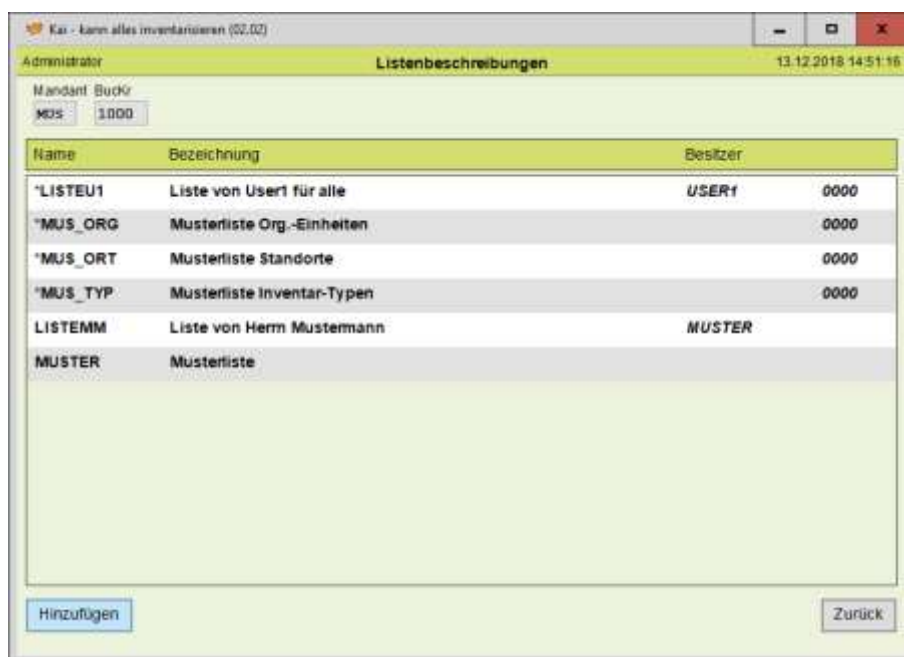 Kai - kann alles inventarisieren (02.02)
Administrator Listenbeschreibungen 13.12.2018 14:51:16
Mandant BucKr
MUS 1000
Name Bezeichnung Besitzer
*LISTEU1 Liste von User1 für alle USER1 0000
*MUS_ORG Musterliste Org.-Einheiten 0000
*MUS_ORT Musterliste Standorte 0000
*MUS_TYP Musterliste Inventar-Typen 0000
LISTEMM Liste von Herrn Mustermann MUSTER
MUSTER Musterliste
Hinzufügen Zurück